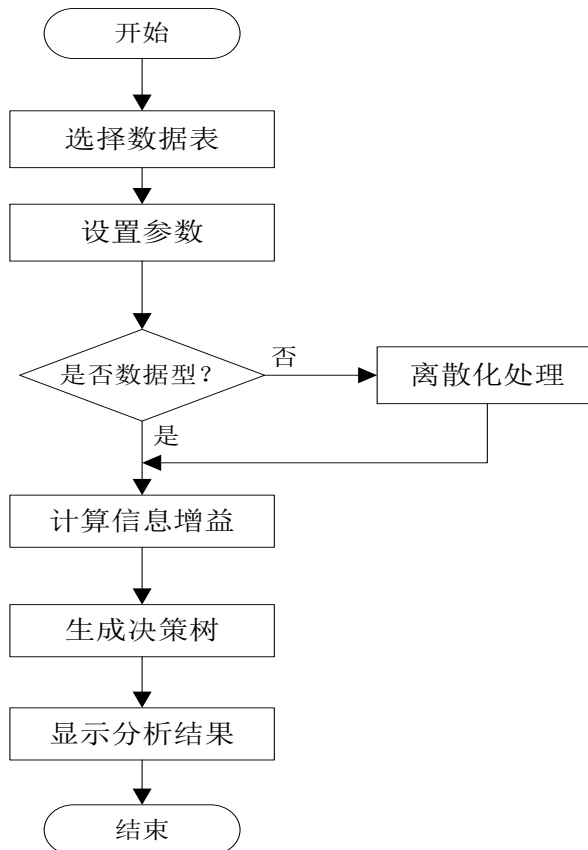 开始
选择数据表
设置参数
是否数据型？
否
离散化处理
是
计算信息增益
生成决策树
显示分析结果
结束